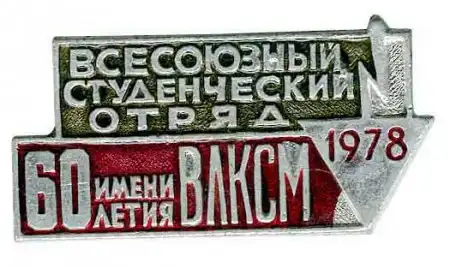 ВСЕСОЮЗНЫЙ
СТУДЕНЧЕСКИЙ
ОТРЯД
60 ИМЕНИ ЛЕТИЯ ВЛКСМ 1978